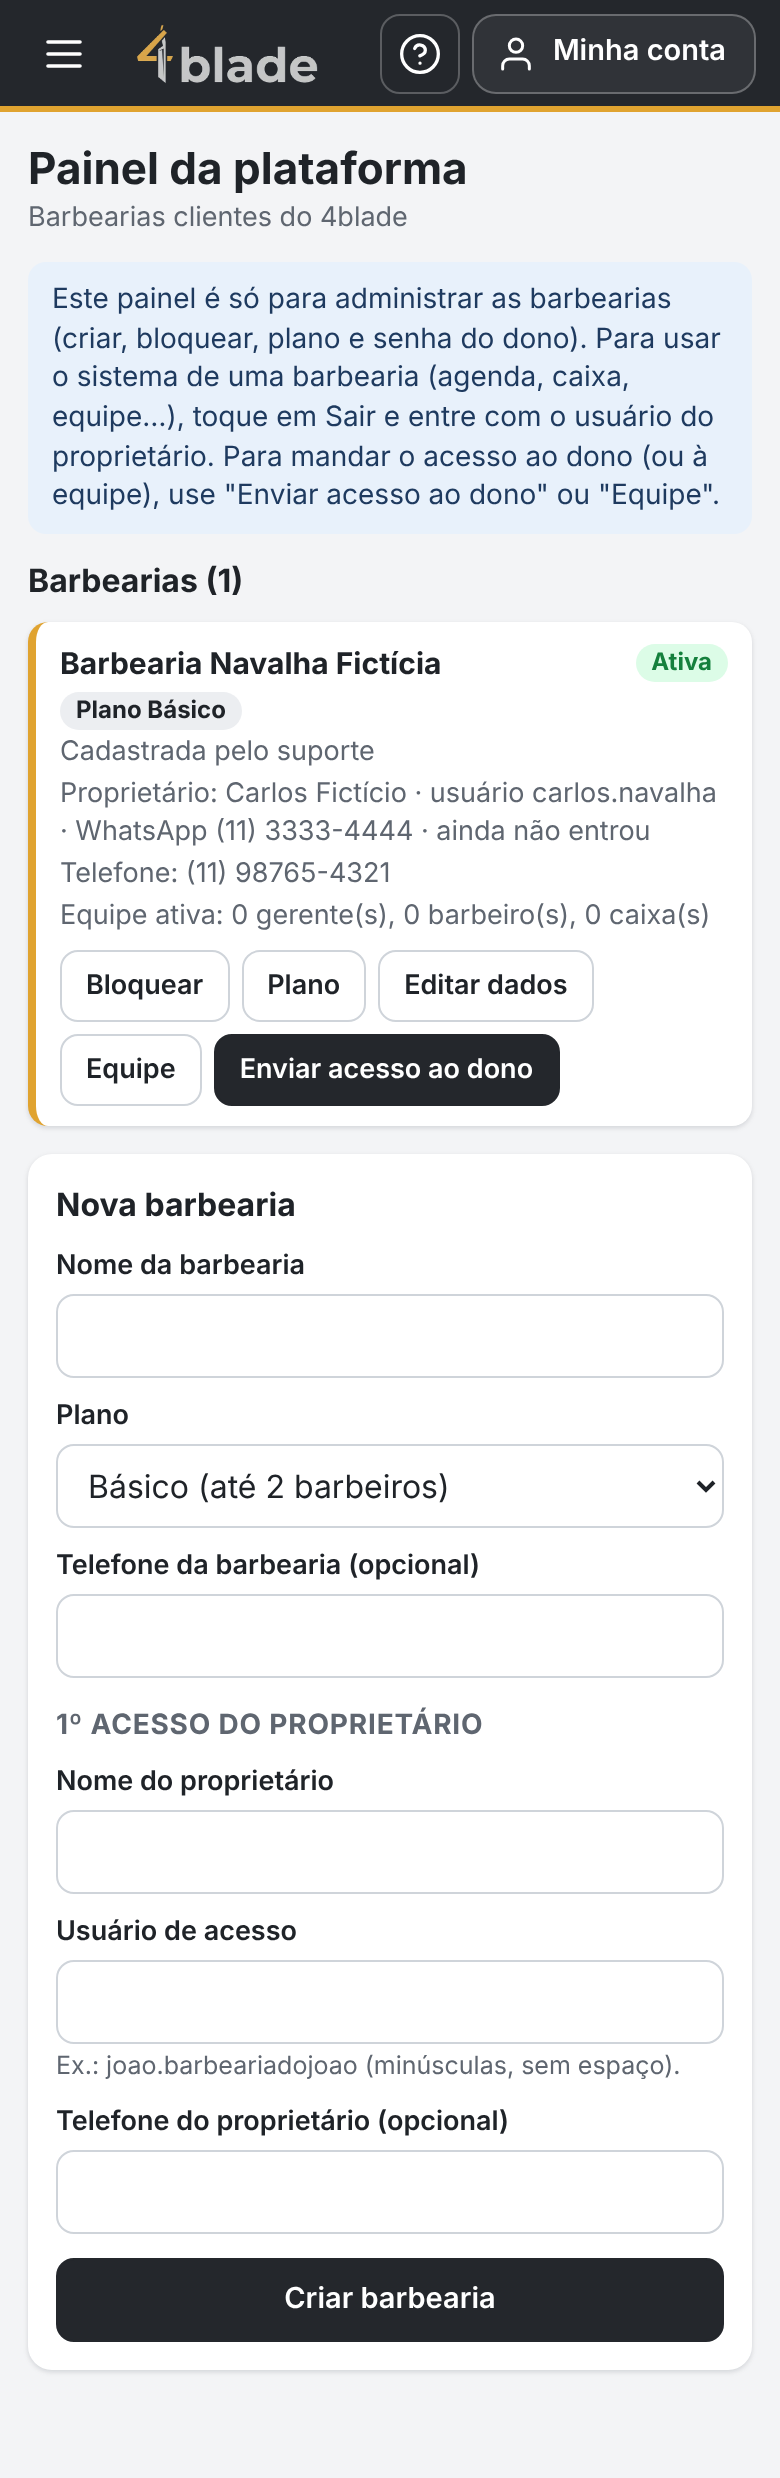 4blade
Minha conta
Painel da plataforma
Barbearias clientes do 4blade
Este painel é só para administrar as barbearias
(criar, bloquear, plano e senha do dono). Para usar
o sistema de uma barbearia (agenda, caixa,
equipe...), toque em Sair e entre com o usuário do
proprietário. Para mandar o acesso ao dono (ou à
equipe), use "Enviar acesso ao dono" ou "Equipe".
Barbearias (1)
Barbearia Navalha Fictícia
Ativa
Plano Básico
Cadastrada pelo suporte
Proprietário: Carlos Fictício · usuário carlos.navalha
· WhatsApp (11) 3333-4444 · ainda não entrou
Telefone: (11) 98765-4321
Equipe ativa: 0 gerente(s), 0 barbeiro(s), 0 caixa(s)
Bloquear
Plano
Editar dados
Equipe
Enviar acesso ao dono
Nova barbearia
Nome da barbearia
Plano
Básico (até 2 barbeiros)
Telefone da barbearia (opcional)
1º ACESSO DO PROPRIETÁRIO
Nome do proprietário
Usuário de acesso
Ex.: joao.barbeariadojoao (minúsculas, sem espaço).
Telefone do proprietário (opcional)
Criar barbearia